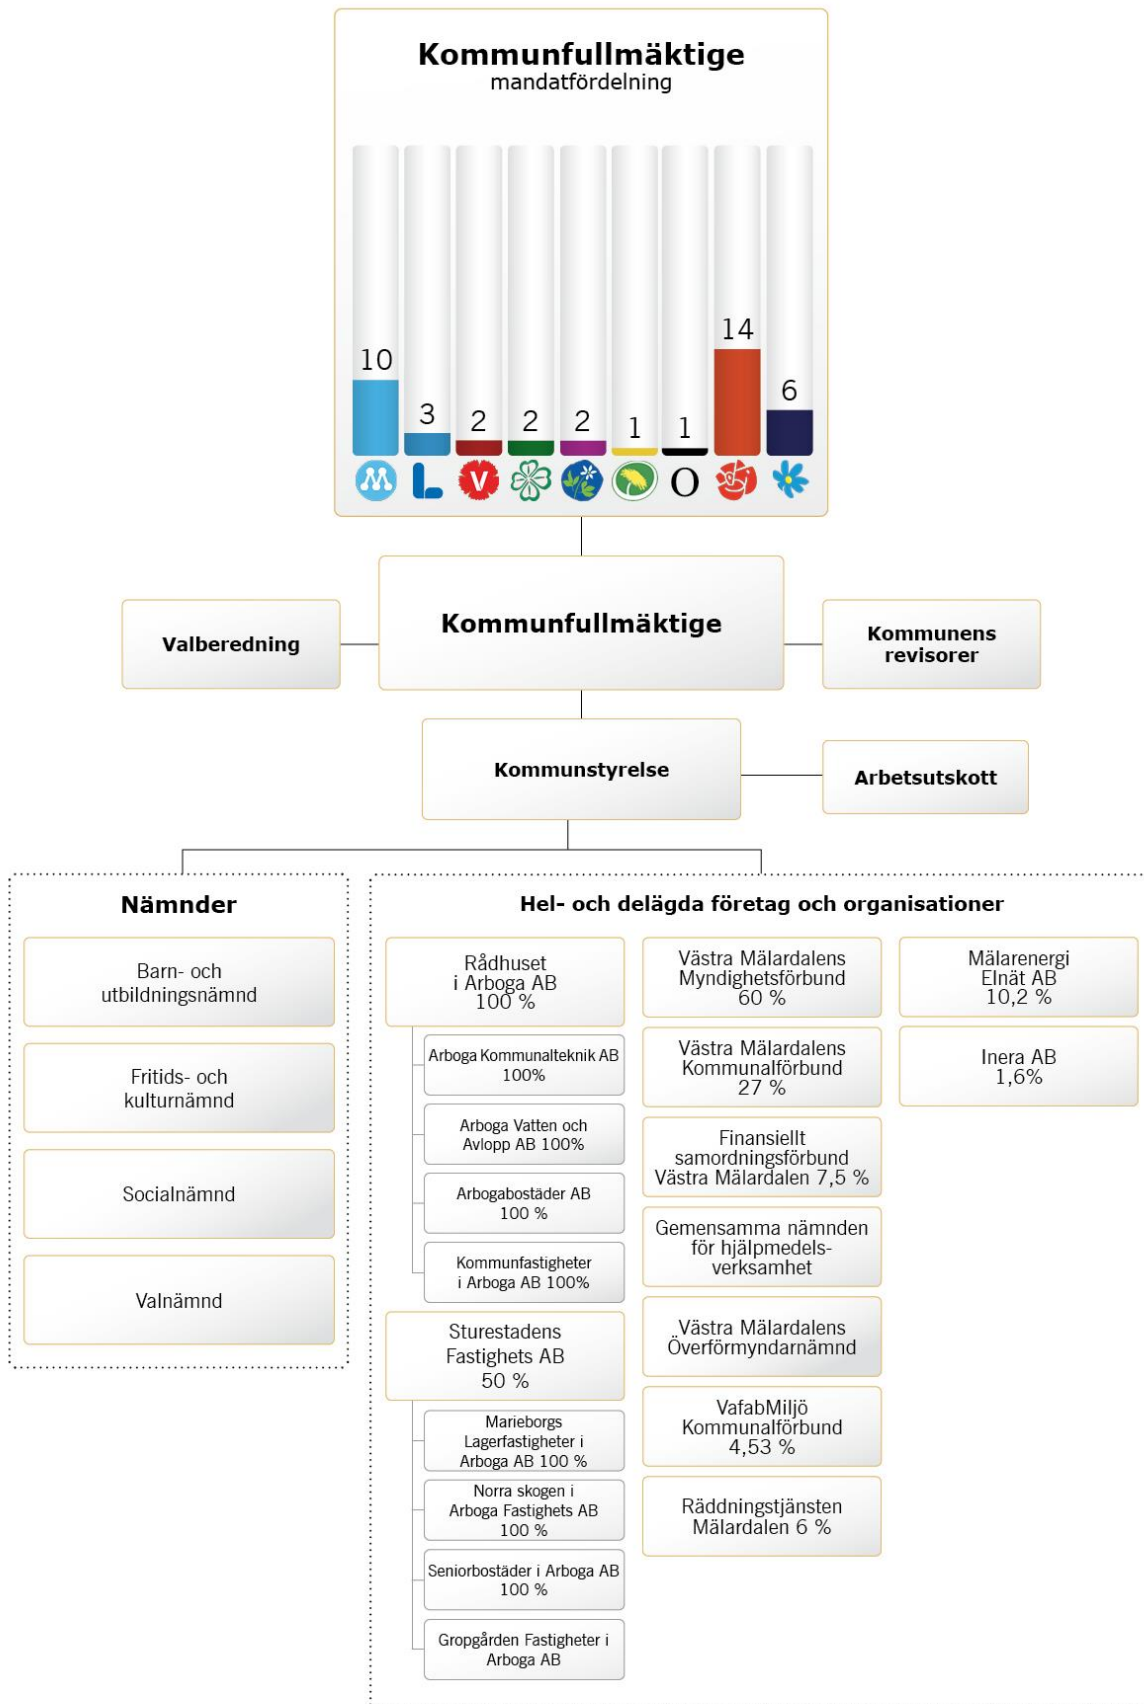 Kommunfullmäktige
mandatfördelning
10
3
2
2
2
1
1
14
6
M
L
V
O
Kommunfullmäktige
Valberedning
Kommunens
revisorer
Kommunstyrelse
Arbetsutskott
Nämnder
Barn- och
utbildningsnämnd
Fritids- och
kulturnämnd
Socialnämnd
Valnämnd
Hel- och delägda företag och organisationer
Rådhuset
i Arboga AB
100 %
Arboga Kommunalteknik AB
100%
Arboga Vatten och
Avlopp AB 100%
Arbogabostäder AB
100 %
Kommunfastigheter
i Arboga AB 100%
Sturestadens
Fastighets AB
50 %
Marieborgs
Lagerfastigheter i
Arboga AB 100 %
Norra skogen i
Arboga Fastighets AB
100 %
Seniorbostäder i Arboga AB
100 %
Gropgården Fastigheter i
Arboga AB
Västra Mälardalens
Myndighetsförbund
60 %
Västra Mälardalens
Kommunalförbund
27 %
Finansiellt
samordningsförbund
Västra Mälardalen 7,5 %
Gemensamma nämnden
för hjälpmedels-
verksamhet
Västra Mälardalens
Överförmyndarnämnd
VafabMiljö
Kommunalförbund
4,53 %
Räddningstjänsten
Mälardalen 6 %
Mälarenergi
Elnät AB
10,2 %
Inera AB
1,6%